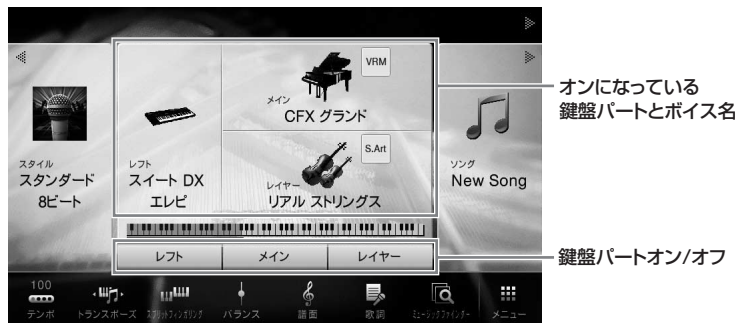 VRM
メイン
CFX グランド
S.Art
レイヤー
リアル ストリングス
レフト
スイート DX
エレピ
スタイル
スタンダード
8ビート
ソング
New Song
オンになっている
鍵盤パートとボイス名
レフト メイン レイヤー
鍵盤パートオン/オフ
100
テンポ トランスポーズ スプリットフィンガリング バランス 譜面 歌詞 ミュージックファインダー メニュー